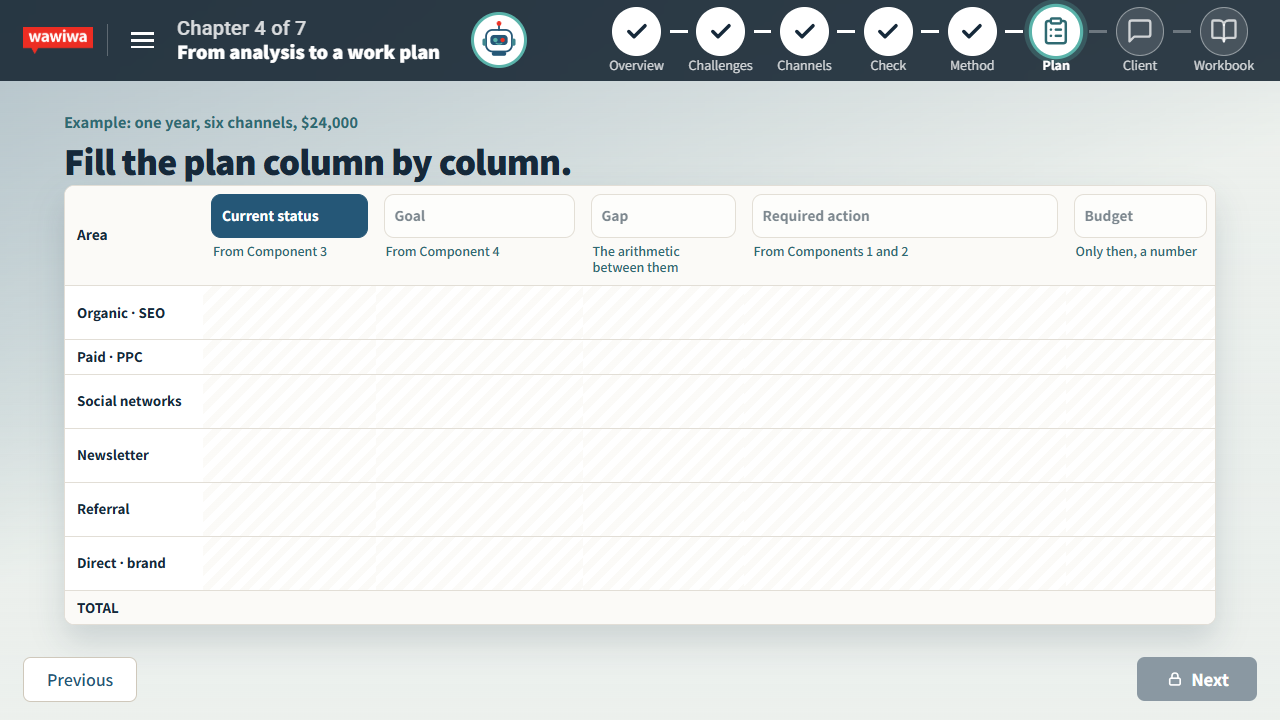 wawiwa
Chapter 4 of 7
From analysis to a work plan
Overview
Challenges
Channels
Check
Method
Plan
Client
Workbook
Example: one year, six channels, $24,000
Fill the plan column by column.
Area
Current status
Goal
Gap
Required action
Budget
From Component 3
From Component 4
The arithmetic
between them
From Components 1 and 2
Only then, a number
Organic · SEO
Paid · PPC
Social networks
Newsletter
Referral
Direct · brand
TOTAL
Previous
Next